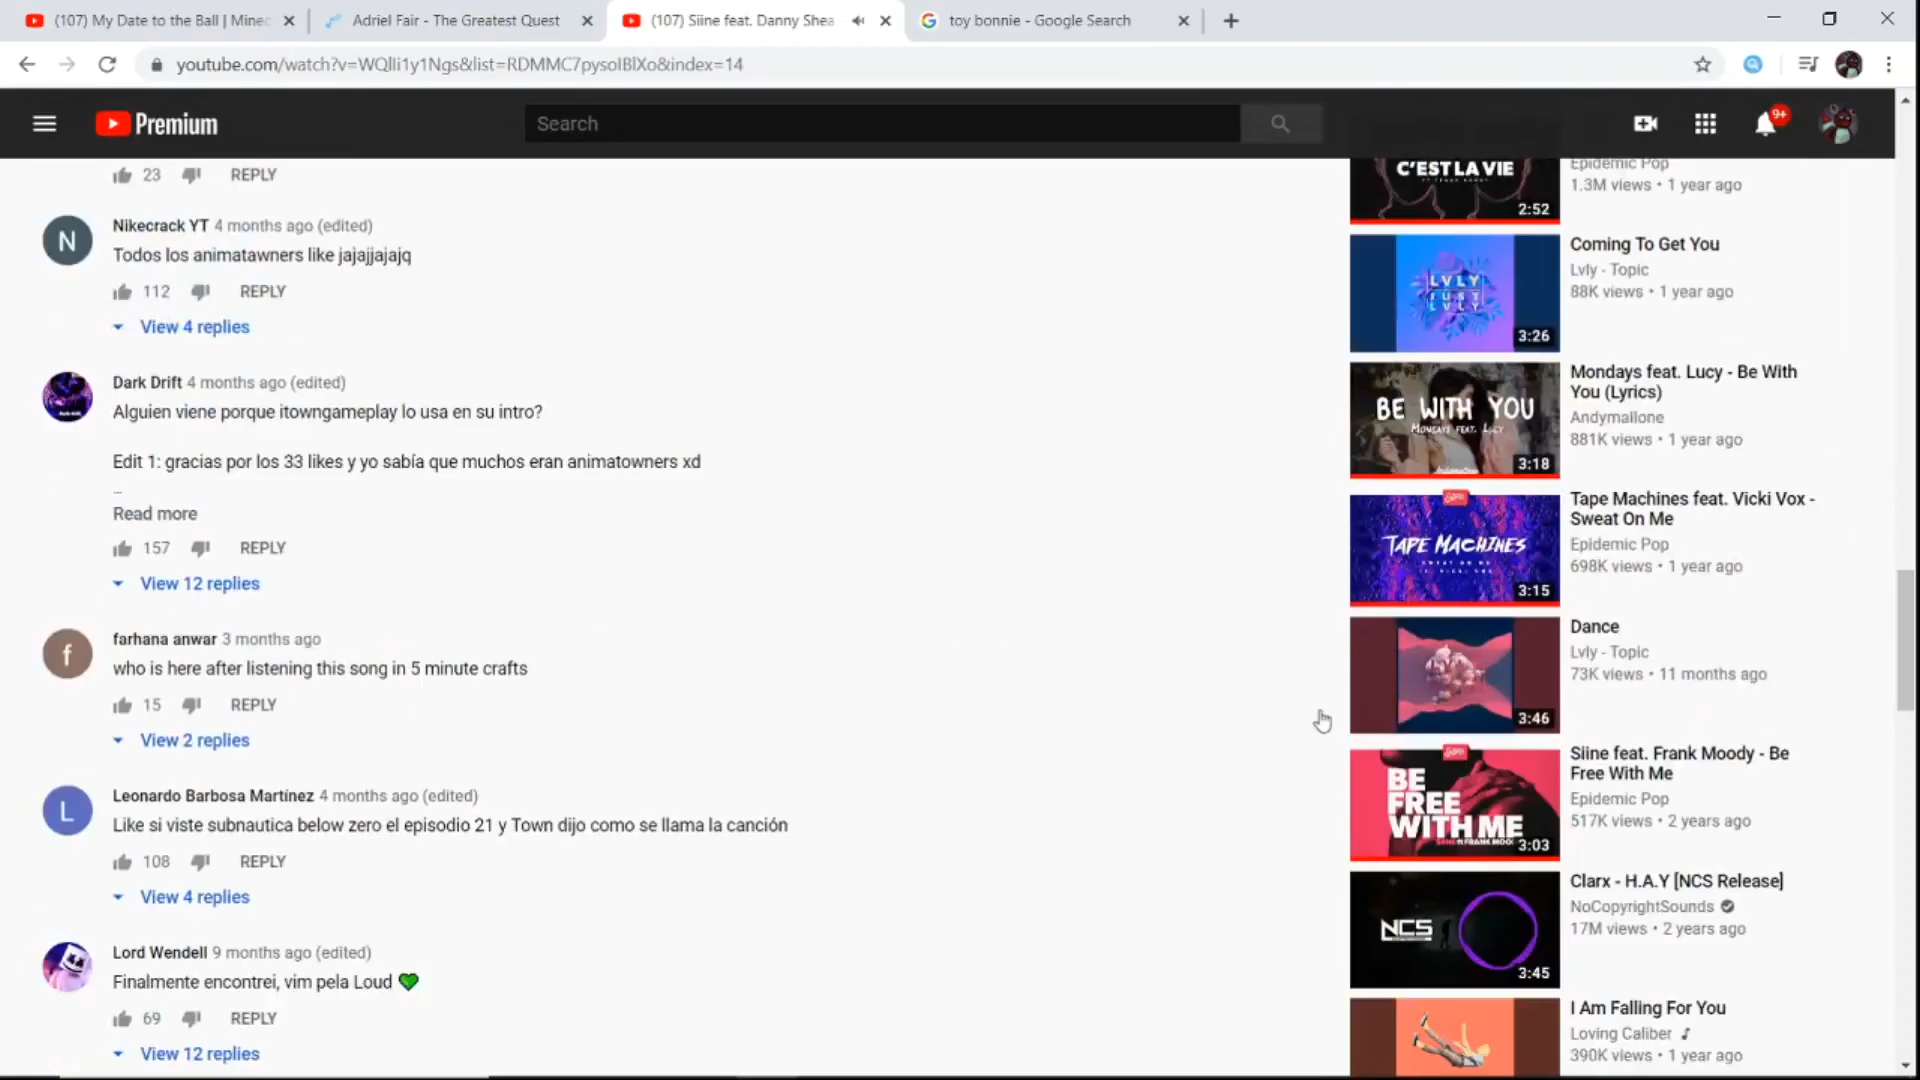 (107) My Date to the Ball | Minec
Adriel Fair - The Greatest Quest
(107) Siine feat. Danny Shea
toy bonnie - Google Search
youtube.com/watch?v=WQlli1y1Ngs&list=RDMMC7pysoIBlXo&index=14
Premium
Search
9+
23 REPLY
Nikecrack YT 4 months ago (edited)
Todos los animatawners like jajajjajajq
112 REPLY
View 4 replies
Dark Drift 4 months ago (edited)
Alguien viene porque itowngameplay lo usa en su intro?
Edit 1: gracias por los 33 likes y yo sabía que muchos eran animatowners xd
...
Read more
157 REPLY
View 12 replies
f
farhana anwar 3 months ago
who is here after listening this song in 5 minute crafts
15 REPLY
View 2 replies
L
Leonardo Barbosa Martínez 4 months ago (edited)
Like si viste subnautica below zero el episodio 21 y Town dijo como se llama la canción
108 REPLY
View 4 replies
Lord Wendell 9 months ago (edited)
Finalmente encontrei, vim pela Loud 💚
69 REPLY
View 12 replies
N
C'EST LA VIE
2:52
Epidemic Pop
1.3M views • 1 year ago
LVLY
JUST
LVLY
3:26
Coming To Get You
Lvly - Topic
88K views • 1 year ago
BE WITH YOU
MONDAYS FEAT. LUCY
3:18
Mondays feat. Lucy - Be With
You (Lyrics)
Andymallone
881K views • 1 year ago
TAPE MACHINES
SWEAT ON ME
3:15
Tape Machines feat. Vicki Vox -
Sweat On Me
Epidemic Pop
698K views • 1 year ago
3:46
Dance
Lvly - Topic
73K views • 11 months ago
BE
FREE
WITH ME
3:03
Siine feat. Frank Moody - Be
Free With Me
Epidemic Pop
517K views • 2 years ago
NCS
3:45
Clarx - H.A.Y [NCS Release]
NoCopyrightSounds
17M views • 2 years ago
I Am Falling For You
Loving Caliber
390K views • 1 year ago